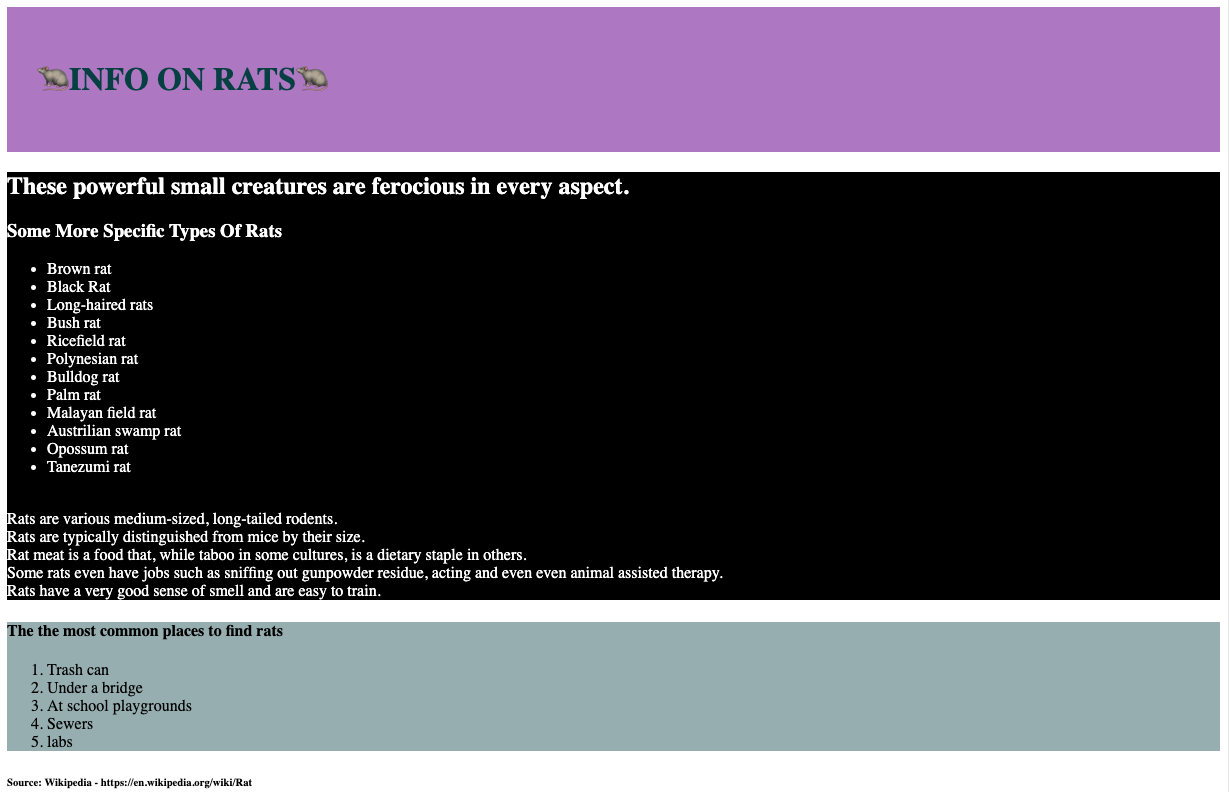 🐀INFO ON RATS🐀
These powerful small creatures are ferocious in every aspect.
Some More Specific Types Of Rats
• Brown rat
• Black Rat
• Long-haired rats
• Bush rat
• Ricefield rat
• Polynesian rat
• Bulldog rat
• Palm rat
• Malayan field rat
• Austrilian swamp rat
• Opossum rat
• Tanezumi rat
Rats are various medium-sized, long-tailed rodents.
Rats are typically distinguished from mice by their size.
Rat meat is a food that, while taboo in some cultures, is a dietary staple in others.
Some rats even have jobs such as sniffing out gunpowder residue, acting and even even animal assisted therapy.
Rats have a very good sense of smell and are easy to train.
The the most common places to find rats
1. Trash can
2. Under a bridge
3. At school playgrounds
4. Sewers
5. labs
Source: Wikipedia - https://en.wikipedia.org/wiki/Rat